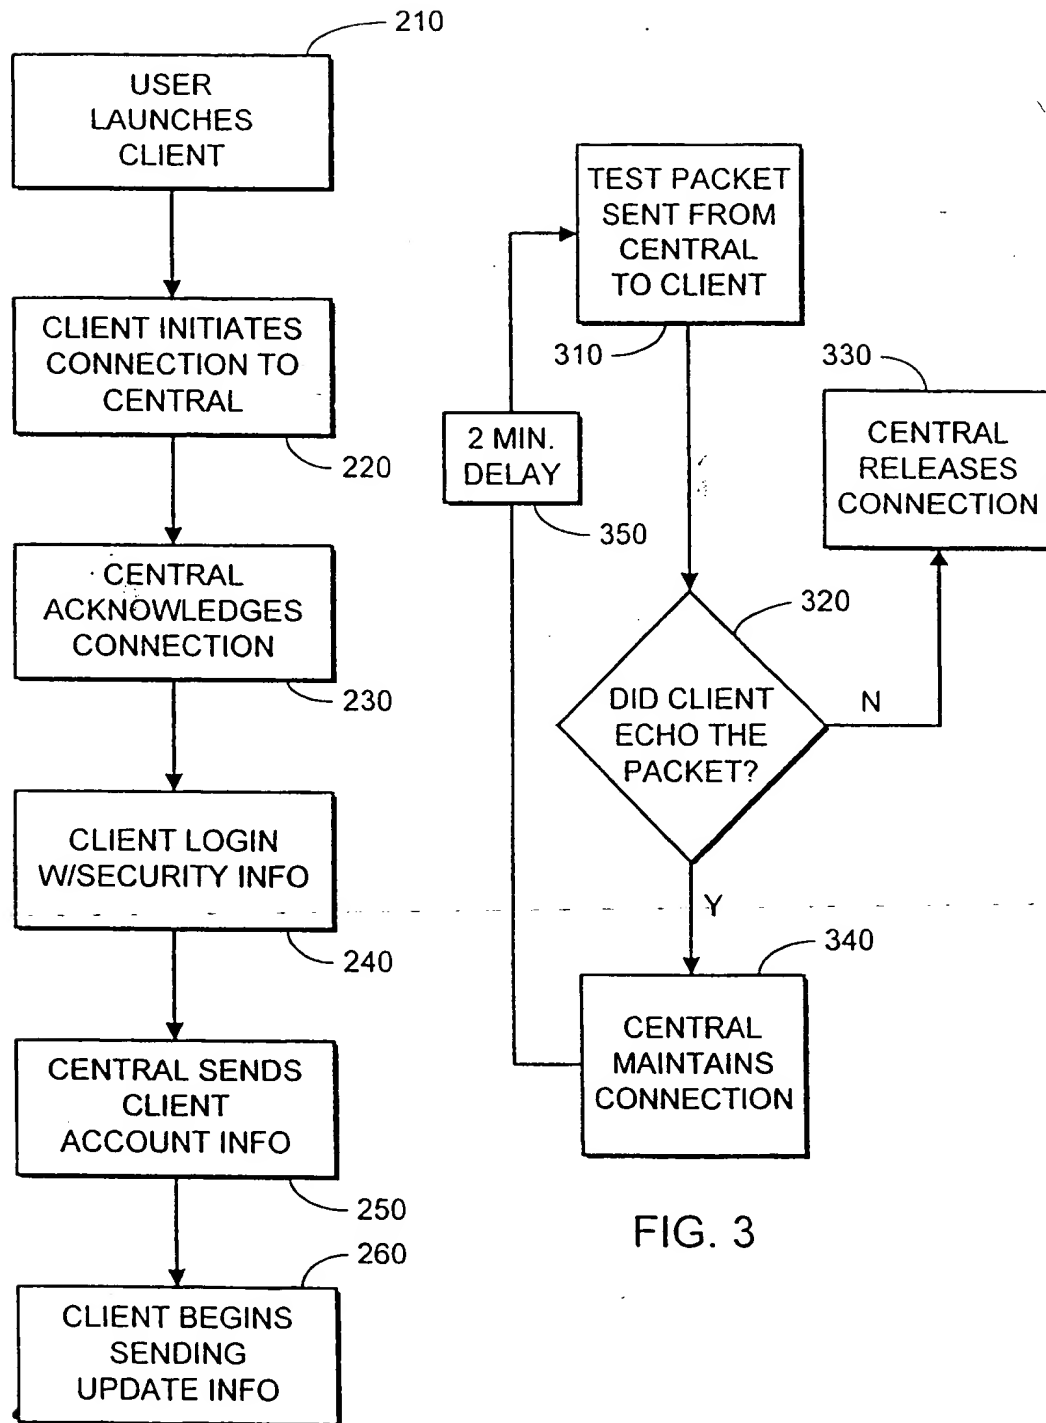 210
USER
LAUNCHES
CLIENT
CLIENT INITIATES
CONNECTION TO
CENTRAL
220
CENTRAL
ACKNOWLEDGES
CONNECTION
230
CLIENT LOGIN
W/SECURITY INFO
240
CENTRAL SENDS
CLIENT
ACCOUNT INFO
250
260
CLIENT BEGINS
SENDING
UPDATE INFO
TEST PACKET
SENT FROM
CENTRAL
TO CLIENT
310
2 MIN.
DELAY
350
330
CENTRAL
RELEASES
CONNECTION
320
DID CLIENT
ECHO THE
PACKET?
N
Y
340
CENTRAL
MAINTAINS
CONNECTION
FIG. 3